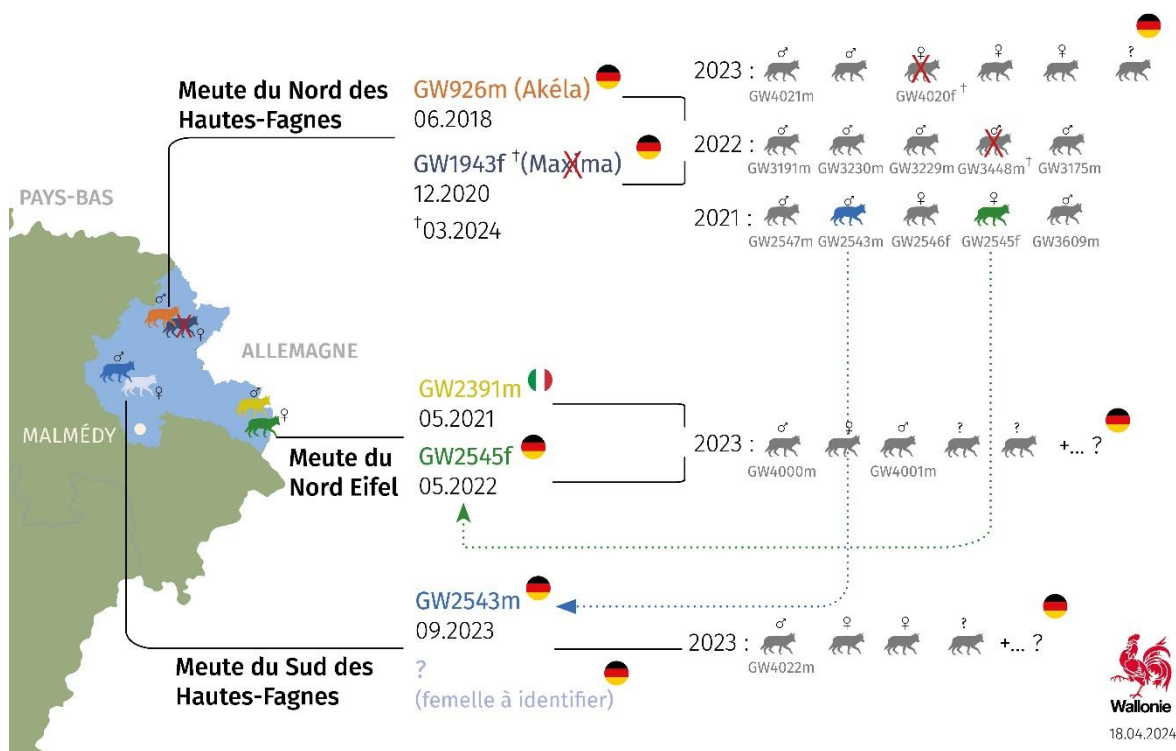 2023 :
♂ ♂ ♀ ♀ ♀ ?
GW4021m GW4020f †
Meute du Nord des
Hautes-Fagnes
GW926m (Akéla)
06.2018
GW1943f † (Maxima)
12.2020
†03.2024
2022 :
♂ ♂ ♂ ♂ ♂
GW3191m GW3230m GW3229m GW3448m † GW3175m
2021 :
♂ ♂ ♀ ♀ ♂
GW2547m GW2543m GW2546f GW2545f GW3609m
PAYS-BAS
♂
♀
ALLEMAGNE
♂
♀
♂
♀
MALMÉDY
Meute du
Nord Eifel
GW2391m
05.2021
GW2545f
05.2022
2023 :
♂ ♀ ♂ ? ?
+... ?
GW4000m GW4001m
Meute du Sud des
Hautes-Fagnes
GW2543m
09.2023
?
(femelle à identifier)
2023 :
♂ ♀ ♀ ?
+... ?
GW4022m
Wallonie
18.04.2024